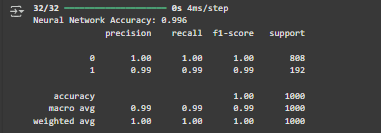 32/32 ━━━━━━━━━━━━━━━━━━━━ 0s 4ms/step
Neural Network Accuracy: 0.996
precision recall f1-score support
0 1.00 1.00 1.00 808
1 0.99 0.99 0.99 192
accuracy 1.00 1000
macro avg 0.99 0.99 0.99 1000
weighted avg 1.00 1.00 1.00 1000